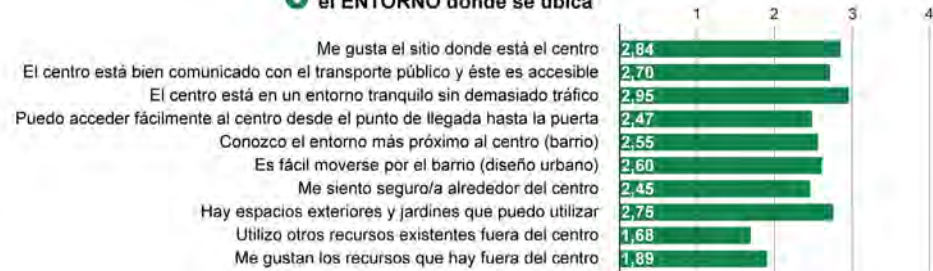 el ENTORNO donde se ubica
1 2 3 4
Me gusta el sitio donde está el centro 2,84
El centro está bien comunicado con el transporte público y éste es accesible 2,70
El centro está en un entorno tranquilo sin demasiado tráfico 2,95
Puedo acceder fácilmente al centro desde el punto de llegada hasta la puerta 2,47
Conozco el entorno más próximo al centro (barrio) 2,55
Es fácil moverse por el barrio (diseño urbano) 2,60
Me siento seguro/a alrededor del centro 2,45
Hay espacios exteriores y jardines que puedo utilizar 2,75
Utilizo otros recursos existentes fuera del centro 1,68
Me gustan los recursos que hay fuera del centro 1,89